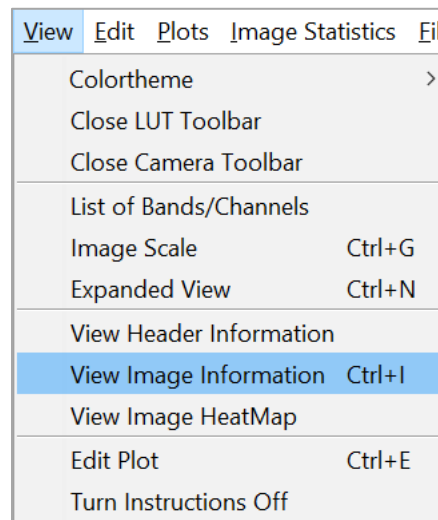 View Edit Plots Image Statistics
Colortheme >
Close LUT Toolbar
Close Camera Toolbar
List of Bands/Channels
Image Scale Ctrl+G
Expanded View Ctrl+N
View Header Information
View Image Information Ctrl+I
View Image HeatMap
Edit Plot Ctrl+E
Turn Instructions Off